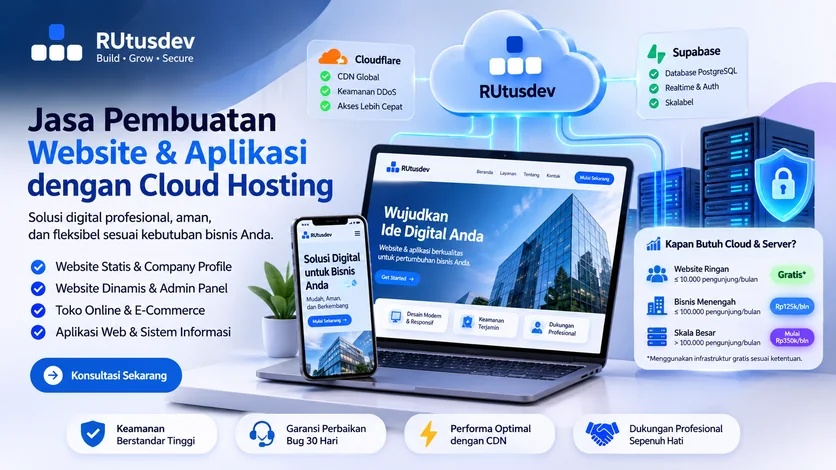 RUtusdev
Build • Grow • Secure
Jasa Pembuatan
Website & Aplikasi
dengan Cloud Hosting
Solusi digital profesional, aman,
dan fleksibel sesuai kebutuban bisnis Anda.
Website Statis & Company Profile
Website Dinamis & Admin Panel
Toko Online & E-Commerce
Aplikasi Web & Sistem Informasi
Konsultasi Sekarang
Cloudflare
CDN Global
Keamanan DDoS
Akses Lebih Cepat
RUtusdev
Supabase
Database PostgreSQL
Realtime & Auth
Skalabel
RUtusdev
Beranda Layanan Tentang Kontak
Mulai Sekarang
Wujudkan
Ide Digital Anda
Website & aplikasi berkualitas
untuk pertumbuhan bisnis Anda.
Get Started →
Desain Modern
& Responsif
Keamanan
Terjamin
Dukungan
Profesional
RUtusdev
Solusi Digital
untuk Bisnis
Anda
Mudah, Aman,
dan Berkembang
Mulai Sekarang →
Kapan Butuh Cloud & Server?
Website Ringan
≤ 10.000 pengunjung/bulan
Gratis*
Bisnis Menengah
≤ 100.000 pengunjung/bulan
Rp125k/bln
Skala Besar
> 100.000 pengunjung/bulan
Mulai
Rp350k/bln
*Menggunakan infrastruktur gratis sesuai ketentuan.
Keamanan
Berstandar Tinggi
Garansi Perbaikan
Bug 30 Hari
Performa Optimal
dengan CDN
Dukungan Profesional
Sepenuh Hati